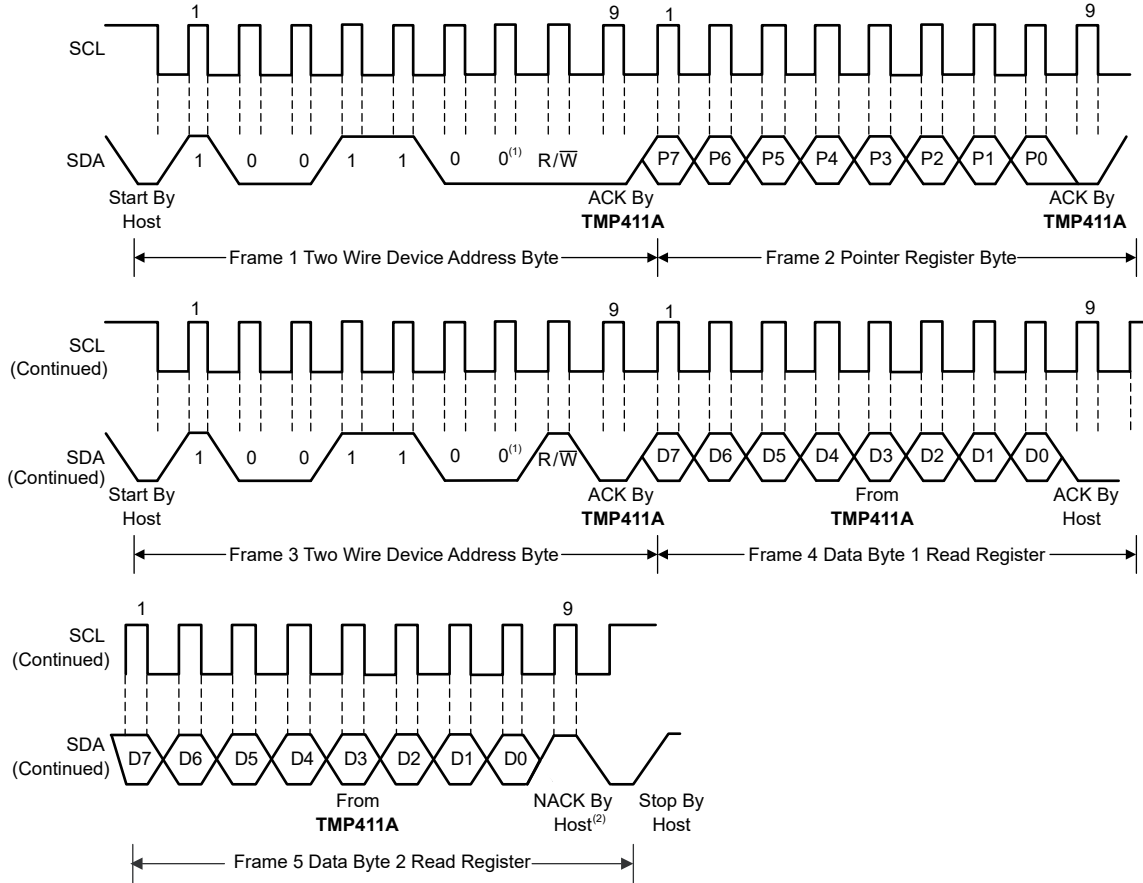 1 9 1 9
SCL
SDA 1 0 0 1 1 0 0(1) R/W̅ P7 P6 P5 P4 P3 P2 P1 P0
Start By Host
ACK By TMP411A
ACK By TMP411A
Frame 1 Two Wire Device Address Byte
Frame 2 Pointer Register Byte
1 9 1 9
SCL (Continued)
SDA (Continued) 1 0 0 1 1 0 0(1) R/W̅ D7 D6 D5 D4 D3 D2 D1 D0
Start By Host
ACK By TMP411A
From TMP411A
ACK By Host
Frame 3 Two Wire Device Address Byte
Frame 4 Data Byte 1 Read Register
1 9
SCL (Continued)
SDA (Continued) D7 D6 D5 D4 D3 D2 D1 D0
From TMP411A
NACK By Host(2)
Stop By Host
Frame 5 Data Byte 2 Read Register